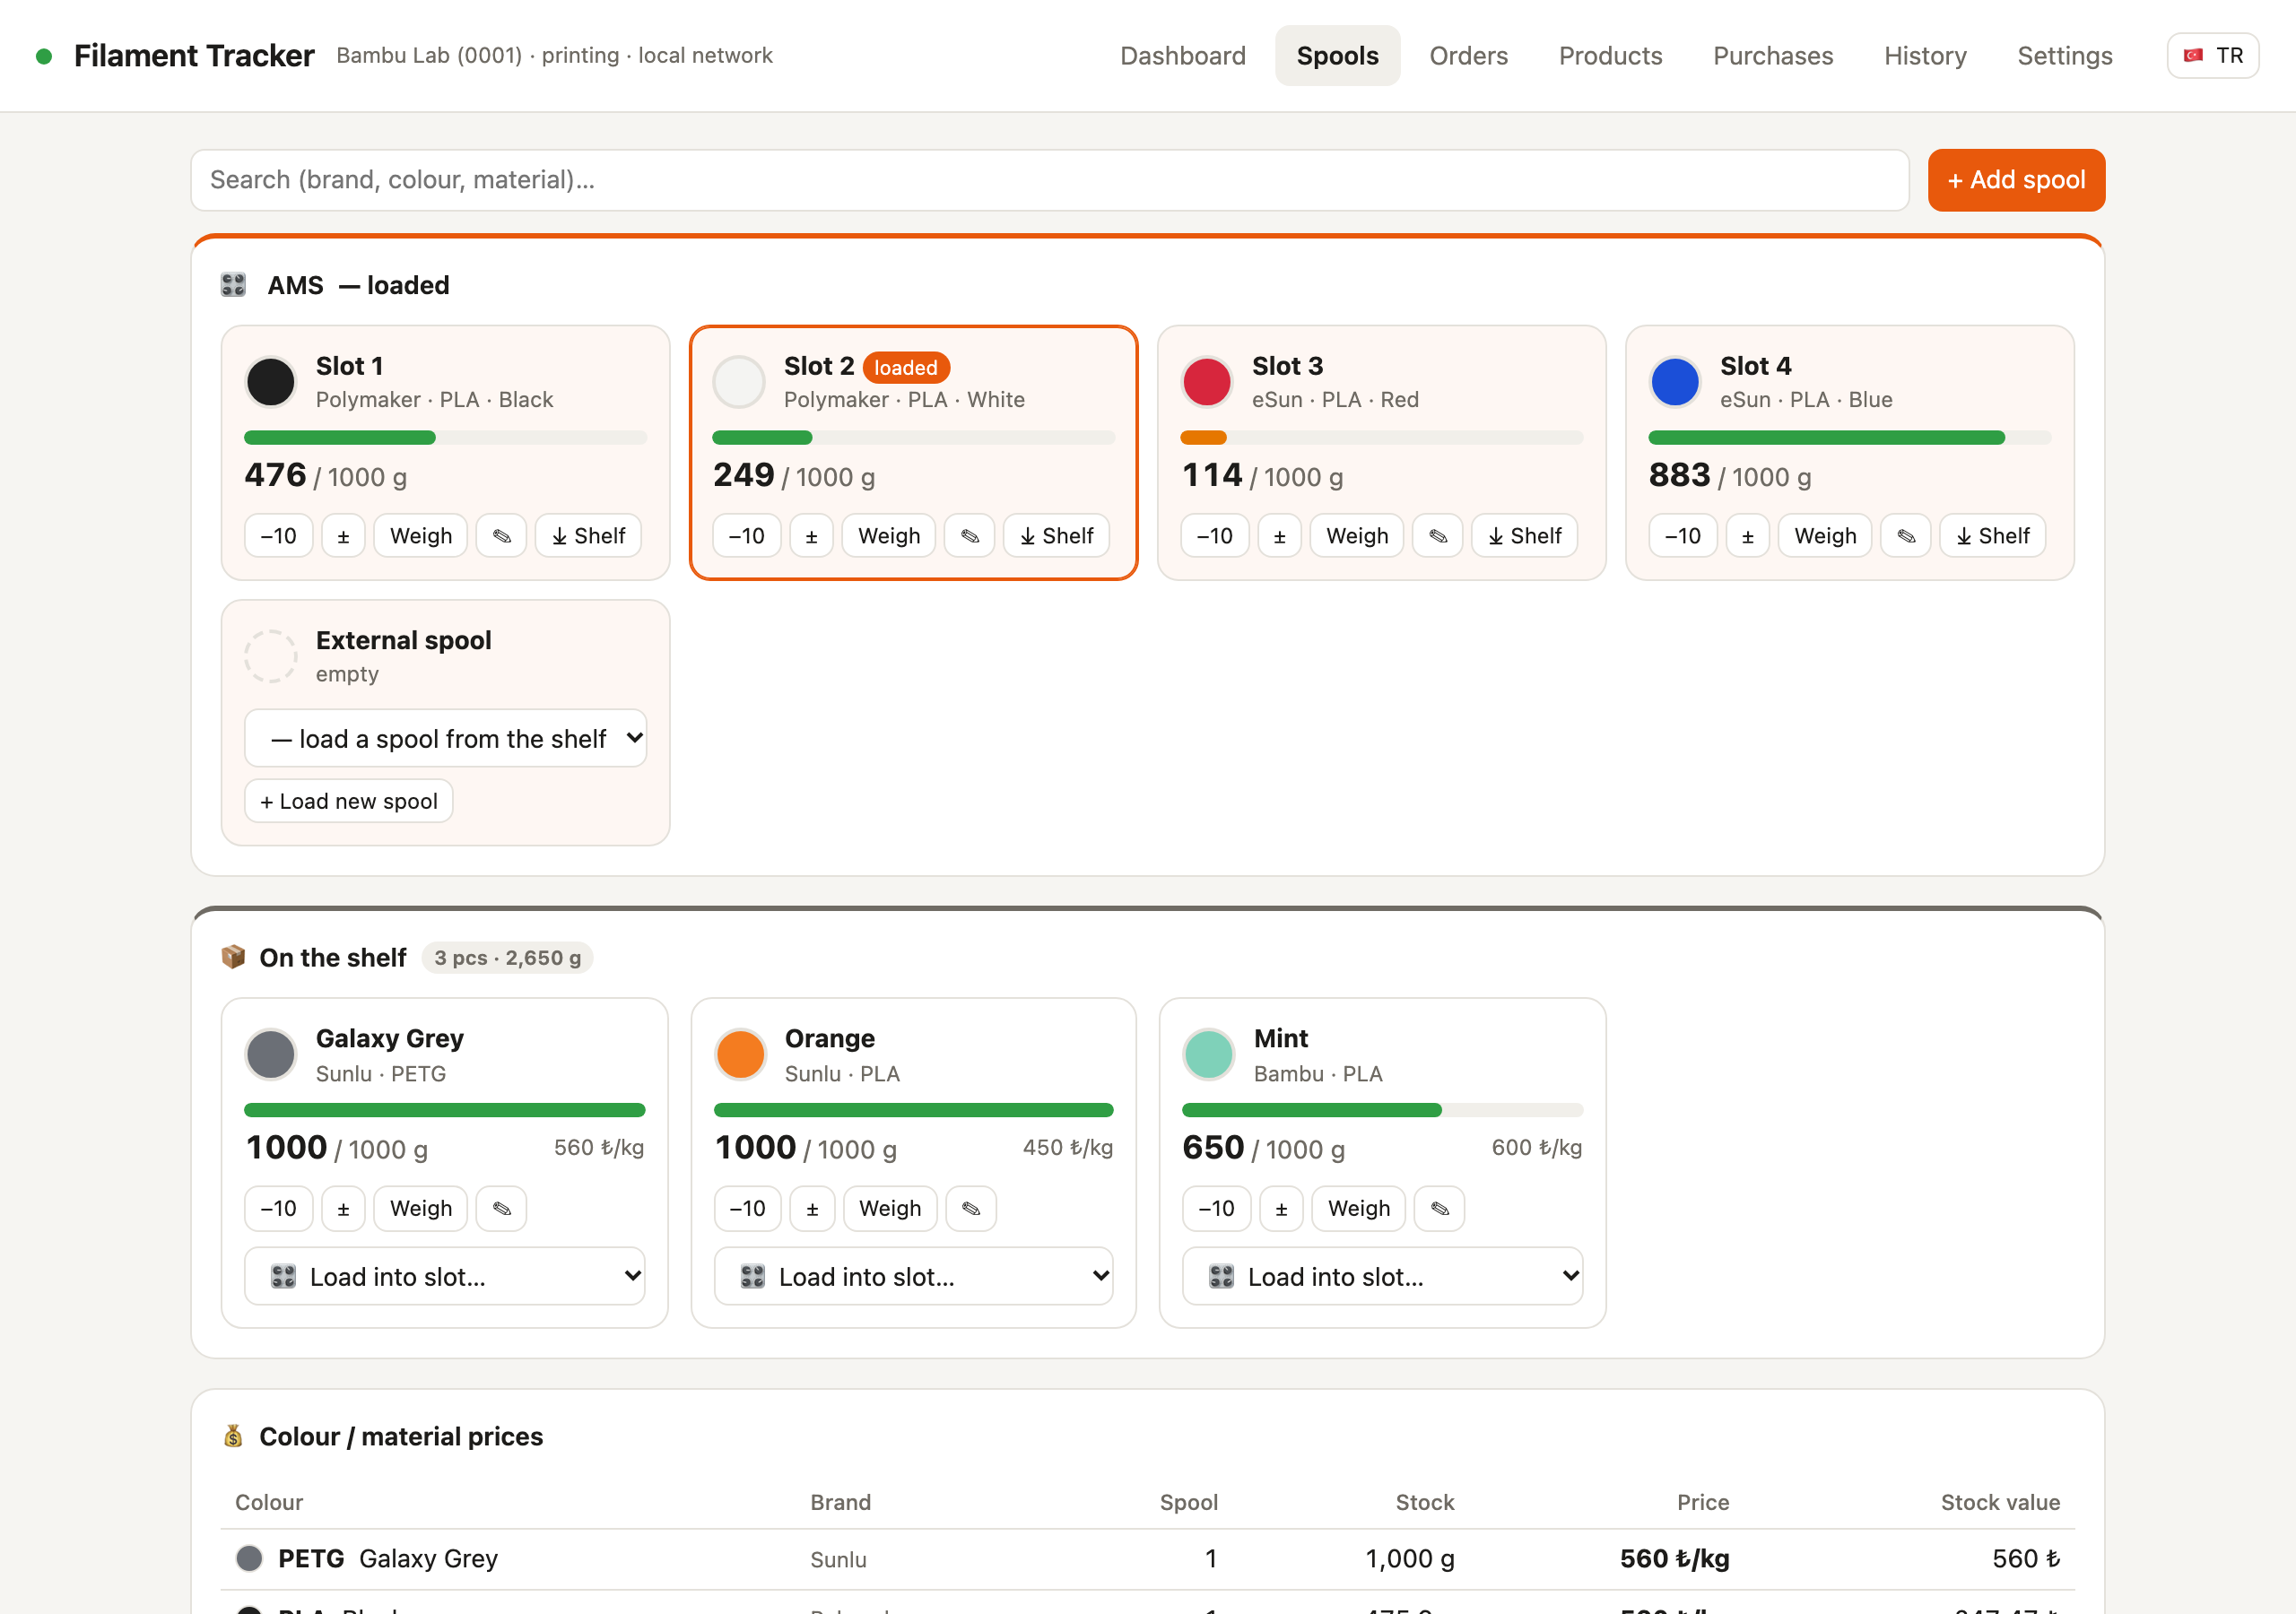 Filament Tracker Bambu Lab (0001) · printing · local network Dashboard Spools Orders Products Purchases History Settings TR
Search (brand, colour, material)...
+ Add spool
AMS — loaded
Slot 1
Polymaker · PLA · Black
476 / 1000 g
−10 ± Weigh ✎ ↓ Shelf
Slot 2 loaded
Polymaker · PLA · White
249 / 1000 g
−10 ± Weigh ✎ ↓ Shelf
Slot 3
eSun · PLA · Red
114 / 1000 g
−10 ± Weigh ✎ ↓ Shelf
Slot 4
eSun · PLA · Blue
883 / 1000 g
−10 ± Weigh ✎ ↓ Shelf
External spool
empty
— load a spool from the shelf
+ Load new spool
On the shelf 3 pcs · 2,650 g
Galaxy Grey
Sunlu · PETG
1000 / 1000 g 560 ₺/kg
−10 ± Weigh ✎
Load into slot...
Orange
Sunlu · PLA
1000 / 1000 g 450 ₺/kg
−10 ± Weigh ✎
Load into slot...
Mint
Bambu · PLA
650 / 1000 g 600 ₺/kg
−10 ± Weigh ✎
Load into slot...
Colour / material prices
Colour Brand Spool Stock Price Stock value
PETG Galaxy Grey Sunlu 1 1,000 g 560 ₺/kg 560 ₺